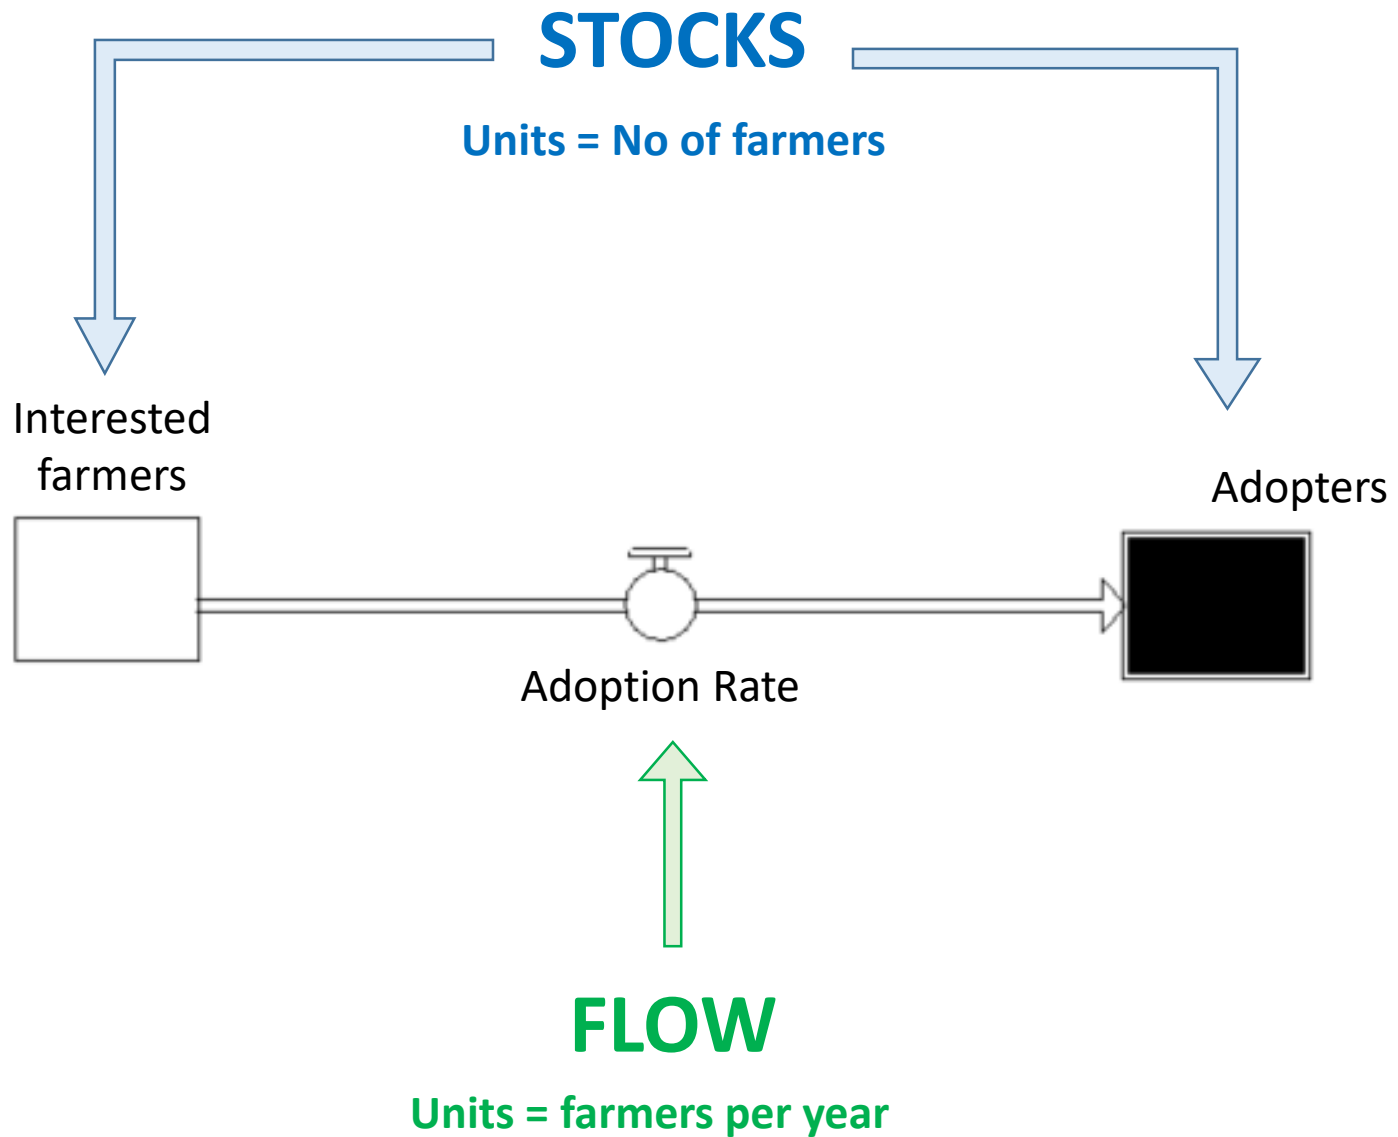 STOCKS
Units = No of farmers
Interested
farmers
Adopters
Adoption Rate
FLOW
Units = farmers per year